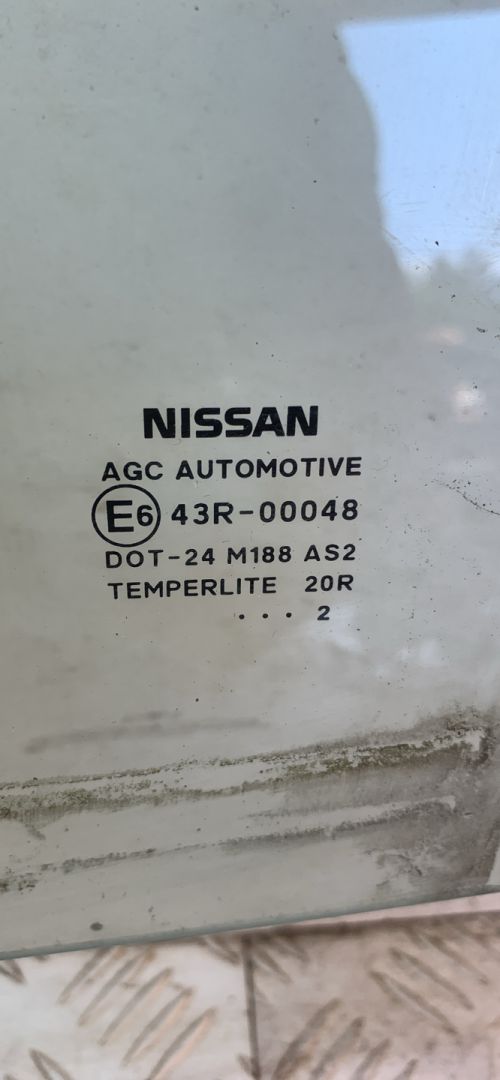 NISSAN
AGC AUTOMOTIVE
E6 43R-00048
DOT-24 M188 AS2
TEMPERLITE 20R
. . . 2